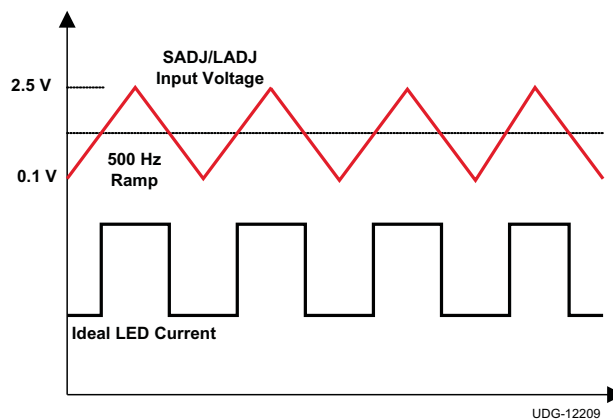 SADJ/LADJ
Input Voltage
2.5 V
500 Hz
Ramp
0.1 V
Ideal LED Current
UDG-12209